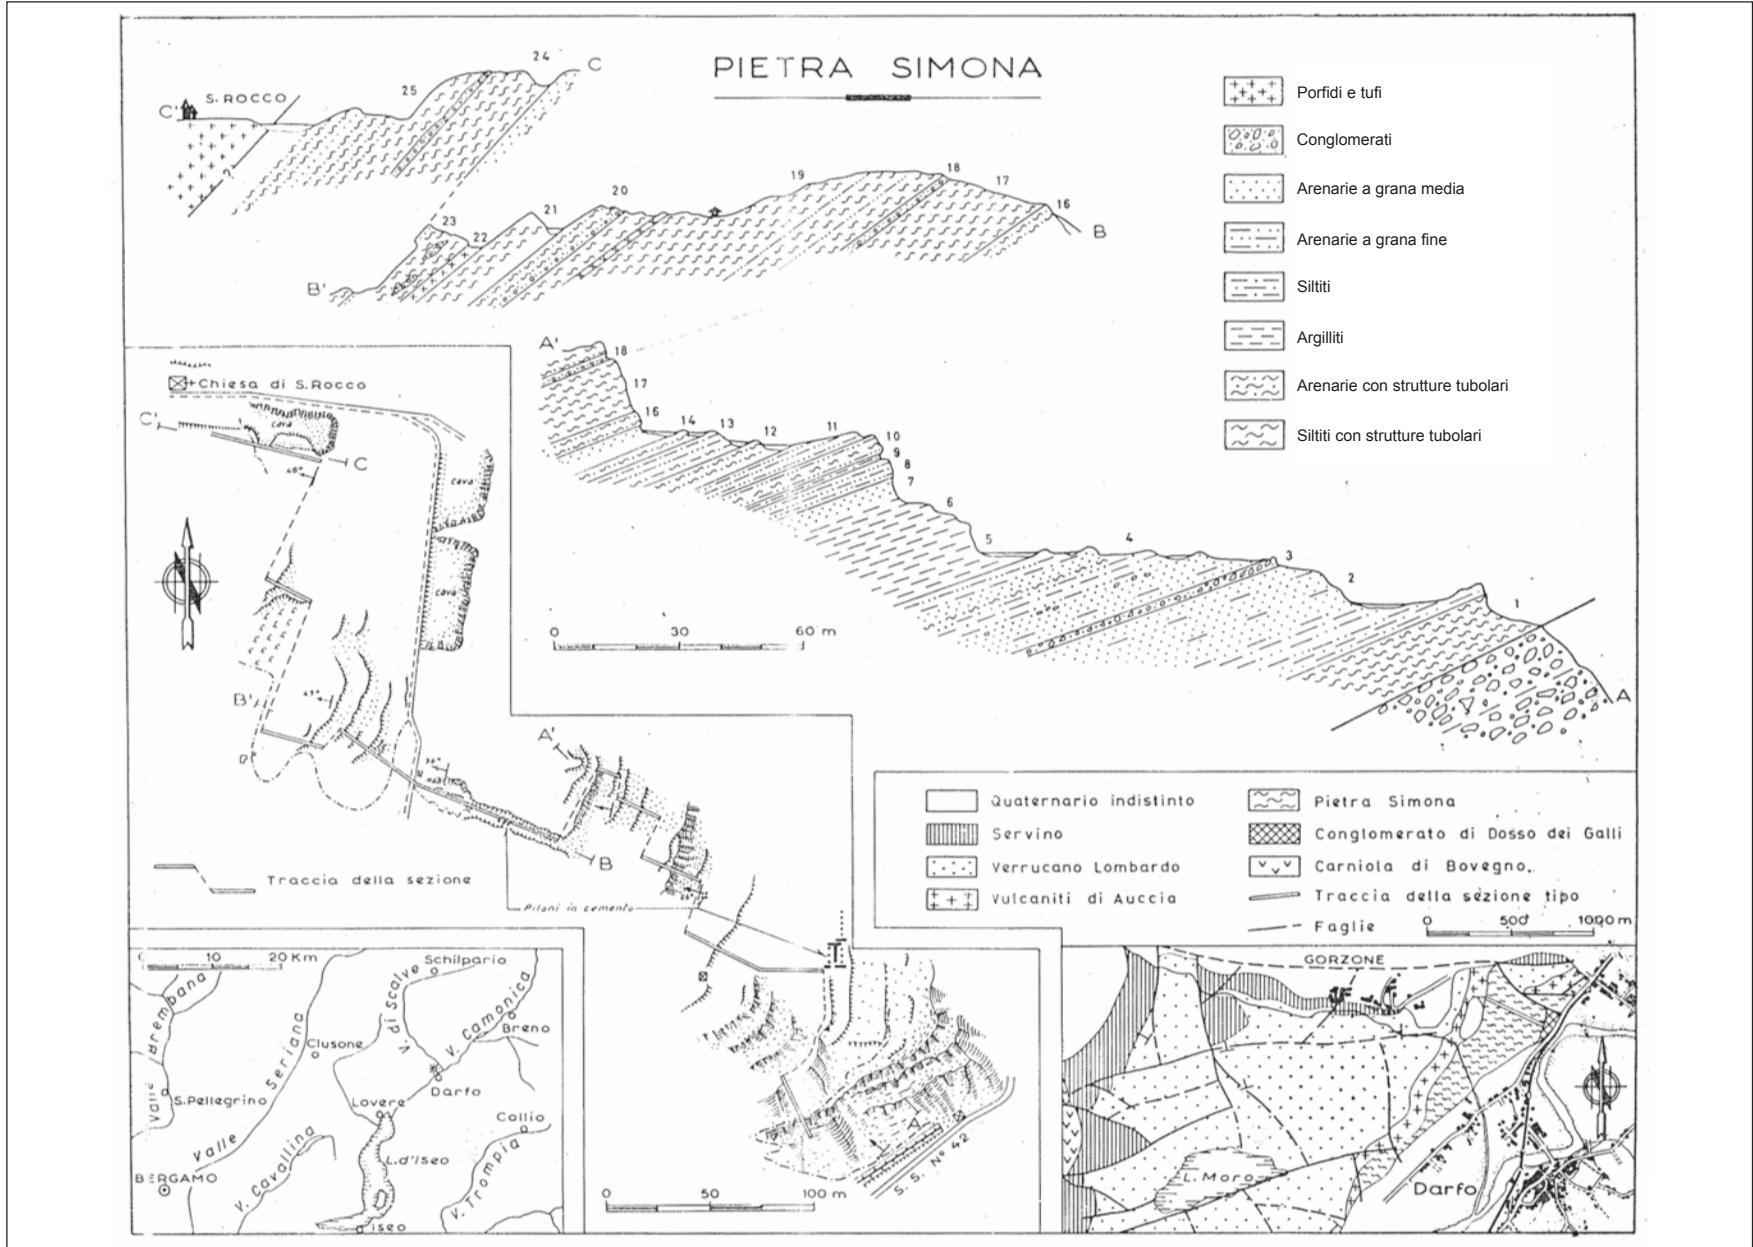 PIETRA SIMONA
24
C
25
S. ROCCO
C'
?
Porfidi e tufi
Conglomerati
Arenarie a grana media
Arenarie a grana fine
Siltiti
Argilliti
Arenarie con strutture tubolari
Siltiti con strutture tubolari
18
19
17
20
16
21
23
22
B
B'
A'
18
17
16
14
13
12
11
10
9
8
7
6
5
4
3
2
1
A
0 30 60 m
Chiesa di S. Rocco
C'
cava
C
40°
cava
cava
B'
45°
A'
30°
B
Traccia della sezione
Piloni in cemento
A
S. S. N° 42
0 50 100 m
Quaternario indistinto
Servino
Verrucano Lombardo
Vulcaniti di Auccia
Pietra Simona
Conglomerato di Dosso dei Galli
Carniola di Bovegno
Traccia della sezione tipo
Faglie
0 500 1000 m
GORZONE
L. Moro
Darfo
0 10 20 Km
Schilpario
V. di Scalve
V. Camonica
Breno
Valle Brembana
Clusone
Valle Seriana
S. Pellegrino
Darfo
Lovere
Collio
V. Cavallina
L. d'Iseo
V. Trompia
BERGAMO
Iseo